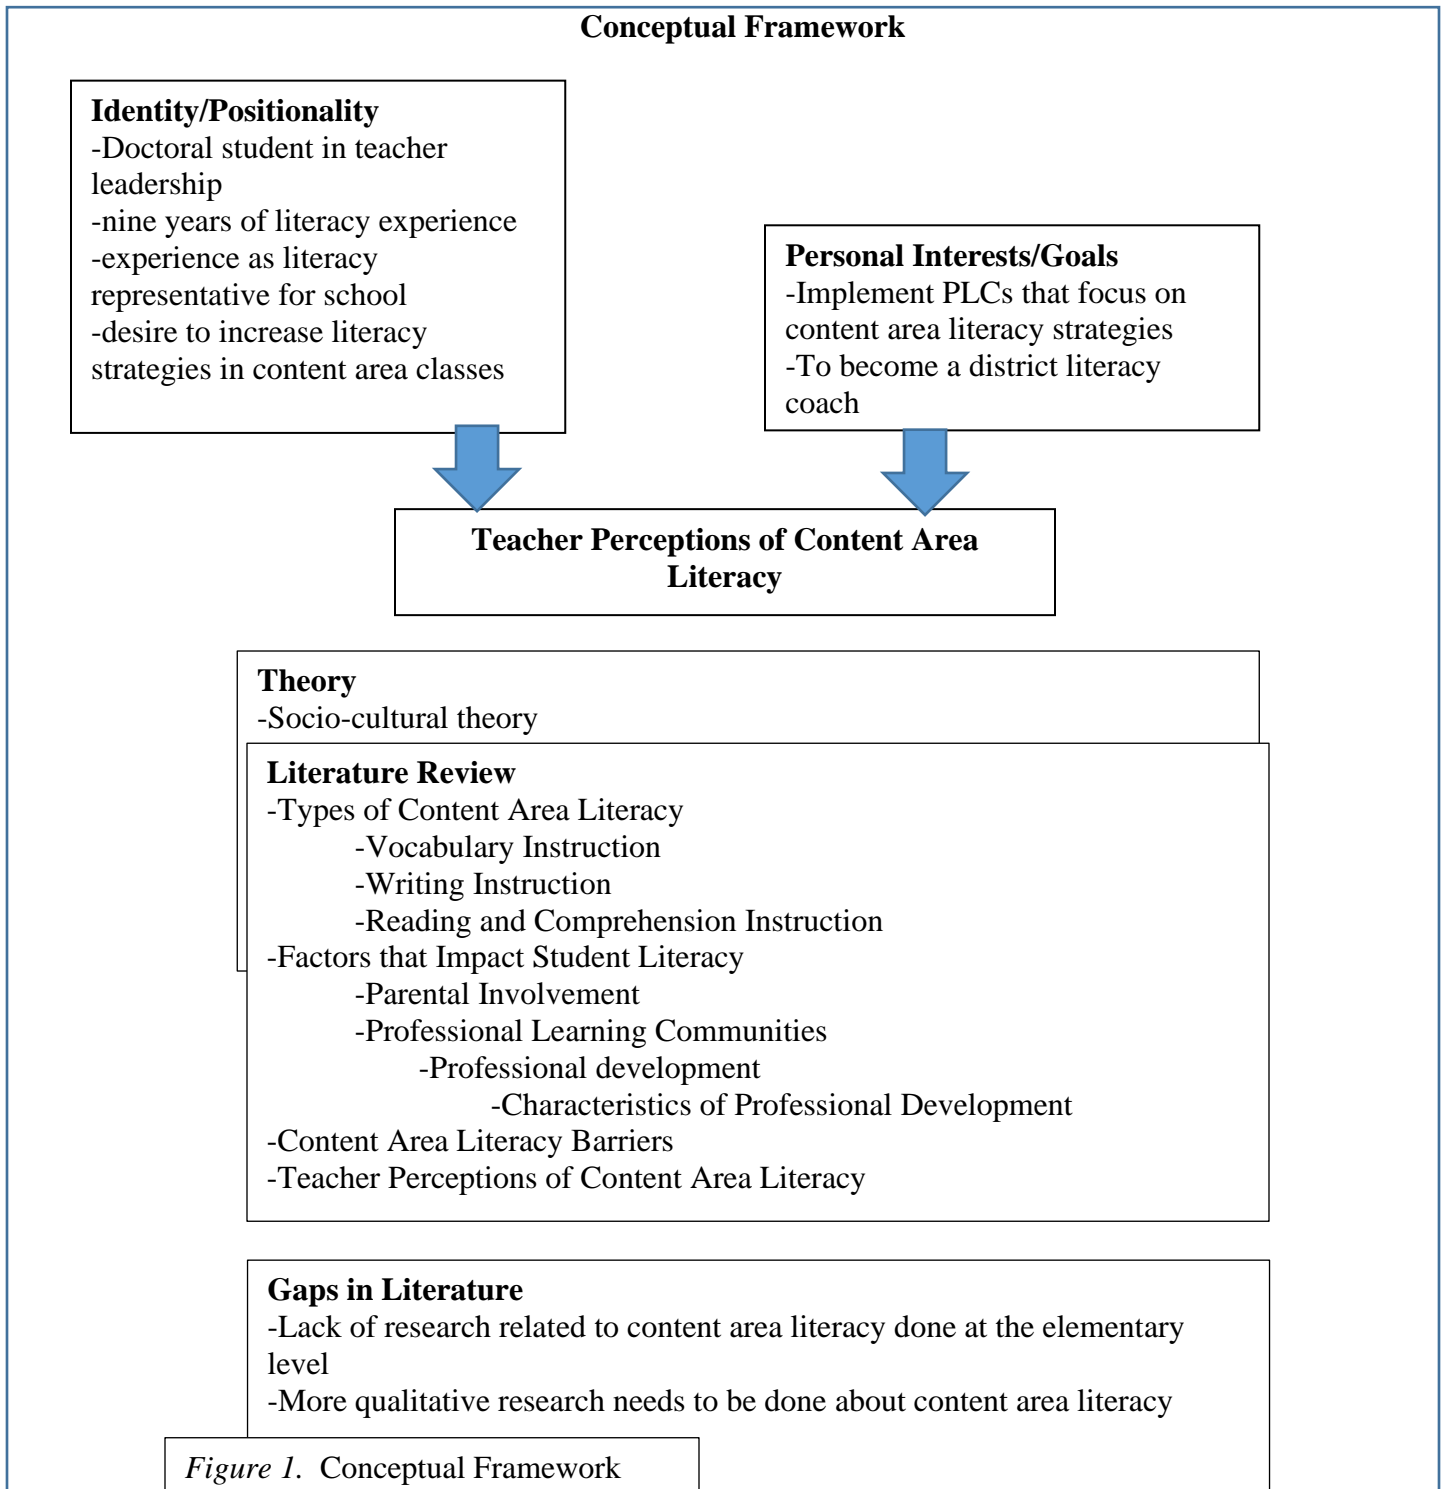 Conceptual Framework
Identity/Positionality
-Doctoral student in teacher
leadership
-nine years of literacy experience
-experience as literacy
representative for school
-desire to increase literacy
strategies in content area classes
Personal Interests/Goals
-Implement PLCs that focus on
content area literacy strategies
-To become a district literacy
coach
Teacher Perceptions of Content Area
Literacy
Theory
-Socio-cultural theory
Literature Review
-Types of Content Area Literacy
-Vocabulary Instruction
-Writing Instruction
-Reading and Comprehension Instruction
-Factors that Impact Student Literacy
-Parental Involvement
-Professional Learning Communities
-Professional development
-Characteristics of Professional Development
-Content Area Literacy Barriers
-Teacher Perceptions of Content Area Literacy
Gaps in Literature
-Lack of research related to content area literacy done at the elementary
level
-More qualitative research needs to be done about content area literacy
Figure 1. Conceptual Framework